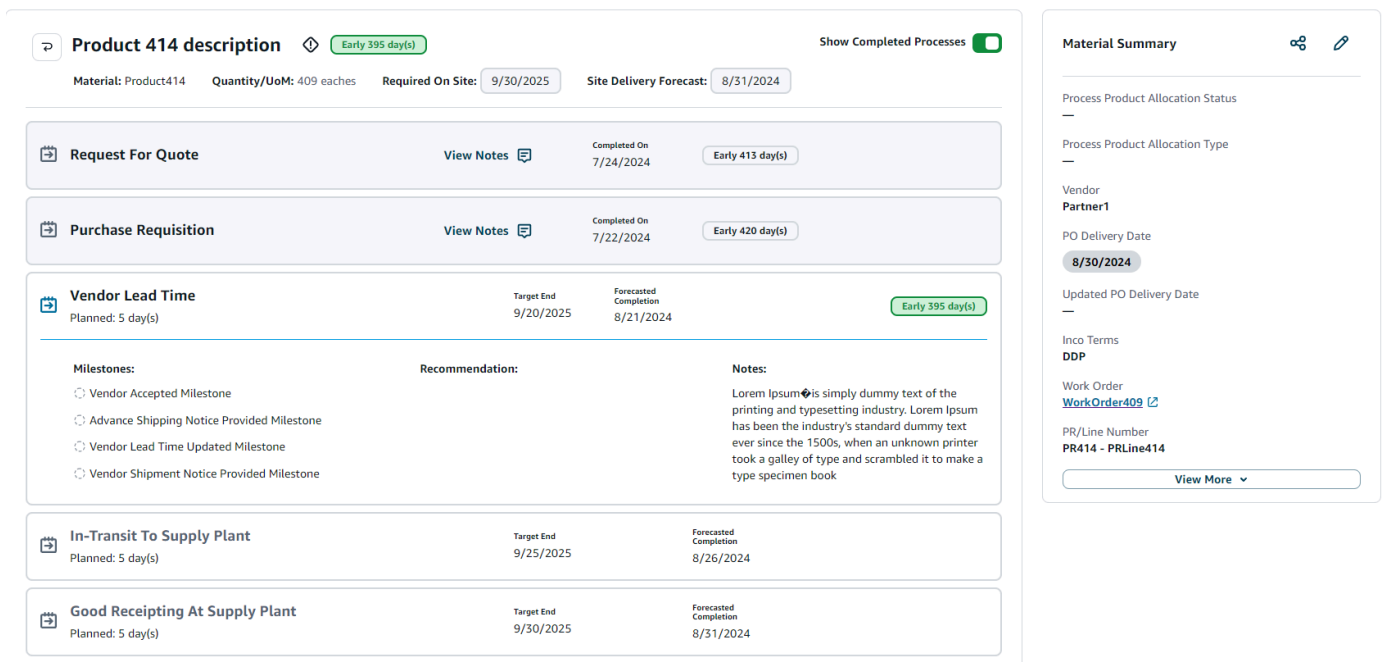 Product 414 description
Early 395 day(s)
Show Completed Processes
Material: Product414 Quantity/UoM: 409 eaches Required On Site: 9/30/2025 Site Delivery Forecast: 8/31/2024
Request For Quote
View Notes
Completed On
7/24/2024
Early 413 day(s)
Purchase Requisition
View Notes
Completed On
7/22/2024
Early 420 day(s)
Vendor Lead Time
Planned: 5 day(s)
Target End
9/20/2025
Forecasted
Completion
8/21/2024
Early 395 day(s)
Milestones:
Vendor Accepted Milestone
Advance Shipping Notice Provided Milestone
Vendor Lead Time Updated Milestone
Vendor Shipment Notice Provided Milestone
Recommendation:
Notes:
Lorem Ipsum�is simply dummy text of the
printing and typesetting industry. Lorem Ipsum
has been the industry's standard dummy text
ever since the 1500s, when an unknown printer
took a galley of type and scrambled it to make a
type specimen book
In-Transit To Supply Plant
Planned: 5 day(s)
Target End
9/25/2025
Forecasted
Completion
8/26/2024
Good Receipting At Supply Plant
Planned: 5 day(s)
Target End
9/30/2025
Forecasted
Completion
8/31/2024
Material Summary
Process Product Allocation Status
—
Process Product Allocation Type
—
Vendor
Partner1
PO Delivery Date
8/30/2024
Updated PO Delivery Date
—
Inco Terms
DDP
Work Order
WorkOrder409
PR/Line Number
PR414 - PRLine414
View More